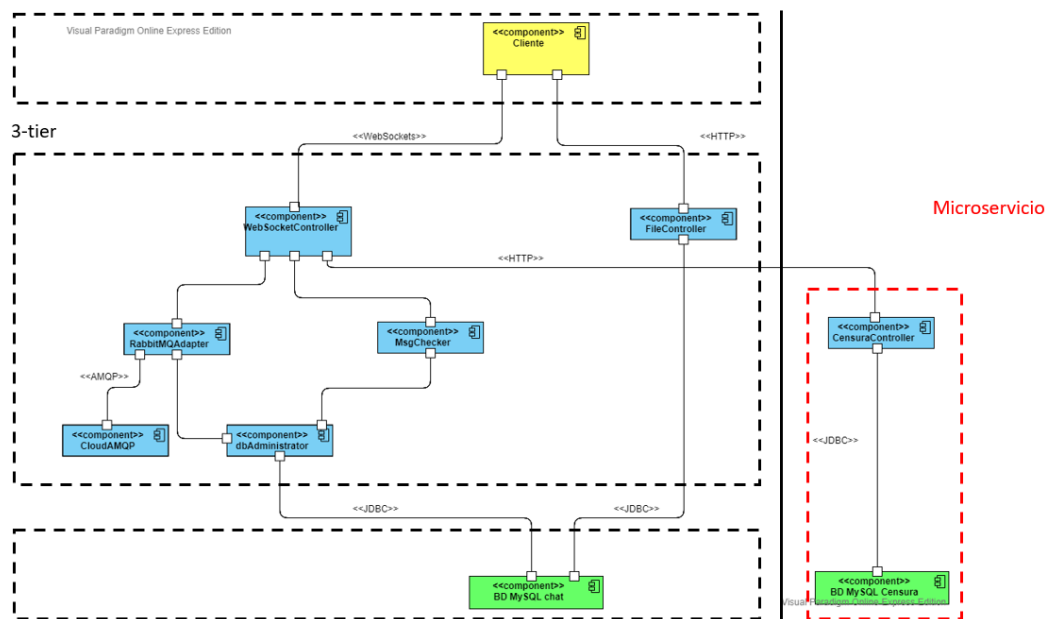 Visual Paradigm Online Express Edition
<<component>>
Cliente
3-tier
<<WebSockets>>
<<HTTP>>
<<component>>
WebSocketController
<<component>>
FileController
Microservicio
<<HTTP>>
<<component>>
RabbitMQAdapter
<<component>>
MsgChecker
<<component>>
CensuraController
<<AMQP>>
<<component>>
CloudAMQP
<<component>>
dbAdministrator
<<JDBC>>
<<JDBC>>
<<JDBC>>
<<component>>
BD MySQL chat
<<component>>
BD MySQL Censura
Visual Paradigm Online Express Edition